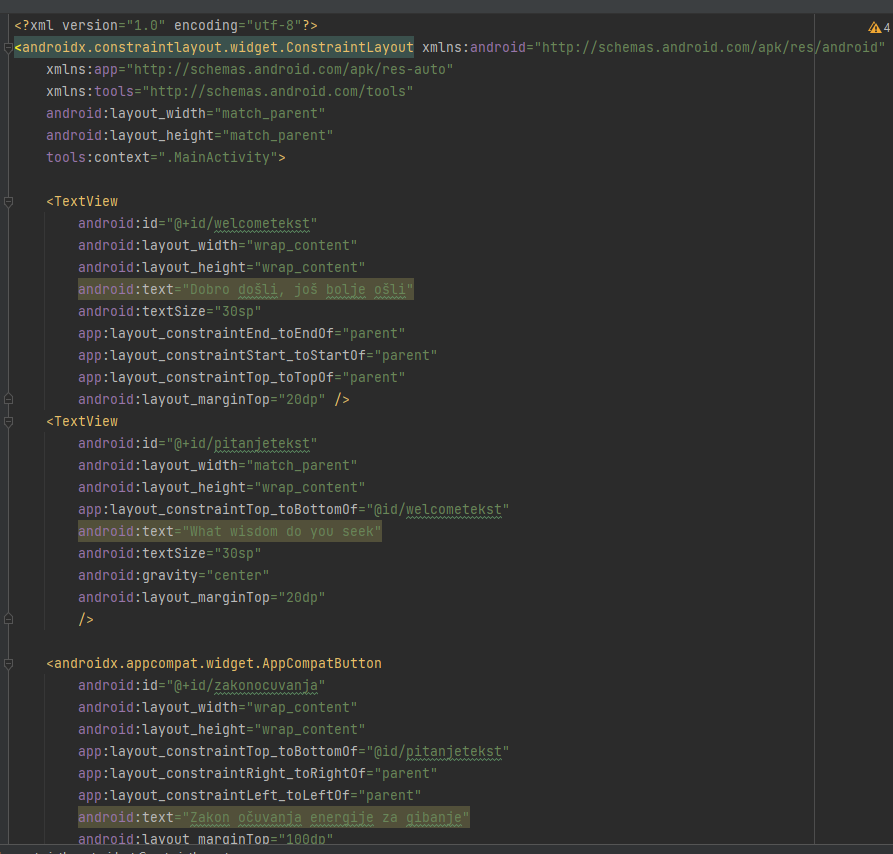 <?xml version="1.0" encoding="utf-8"?>
4
<androidx.constraintlayout.widget.ConstraintLayout xmlns:android="http://schemas.android.com/apk/res/android"
xmlns:app="http://schemas.android.com/apk/res-auto"
xmlns:tools="http://schemas.android.com/tools"
android:layout_width="match_parent"
android:layout_height="match_parent"
tools:context=".MainActivity">
<TextView
android:id="@+id/welcometekst"
android:layout_width="wrap_content"
android:layout_height="wrap_content"
android:text="Dobro došli, još bolje ošli"
android:textSize="30sp"
app:layout_constraintEnd_toEndOf="parent"
app:layout_constraintStart_toStartOf="parent"
app:layout_constraintTop_toTopOf="parent"
android:layout_marginTop="20dp" />
<TextView
android:id="@+id/pitanjetekst"
android:layout_width="match_parent"
android:layout_height="wrap_content"
app:layout_constraintTop_toBottomOf="@id/welcometekst"
android:text="What wisdom do you seek"
android:textSize="30sp"
android:gravity="center"
android:layout_marginTop="20dp"
/>
<androidx.appcompat.widget.AppCompatButton
android:id="@+id/zakonocuvanja"
android:layout_width="wrap_content"
android:layout_height="wrap_content"
app:layout_constraintTop_toBottomOf="@id/pitanjetekst"
app:layout_constraintRight_toRightOf="parent"
app:layout_constraintLeft_toLeftOf="parent"
android:text="Zakon očuvanja energije za gibanje"
android:layout_marginTop="100dp"